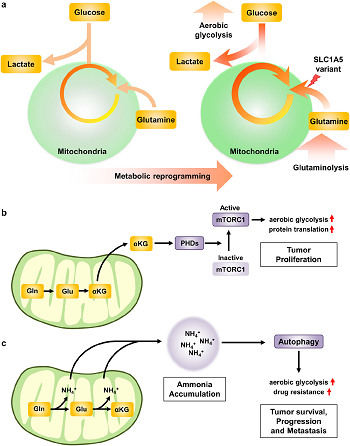 a
Glucose
Lactate
Glutamine
Mitochondria
Aerobic
glycolysis
Glucose
Lactate
SLC1A5
variant
Glutamine
Mitochondria
Glutaminolysis
Metabolic reprogramming
b
Gln
Glu
αKG
αKG
PHDs
Active
mTORC1
Inactive
mTORC1
aerobic glycolysis
protein translation
Tumor
Proliferation
c
Gln
Glu
αKG
NH₄⁺
NH₄⁺
NH₄⁺
NH₄⁺
NH₄⁺
NH₄⁺
Ammonia
Accumulation
Autophagy
aerobic glycolysis
drug resistance
Tumor survival,
Progression
and Metastasis